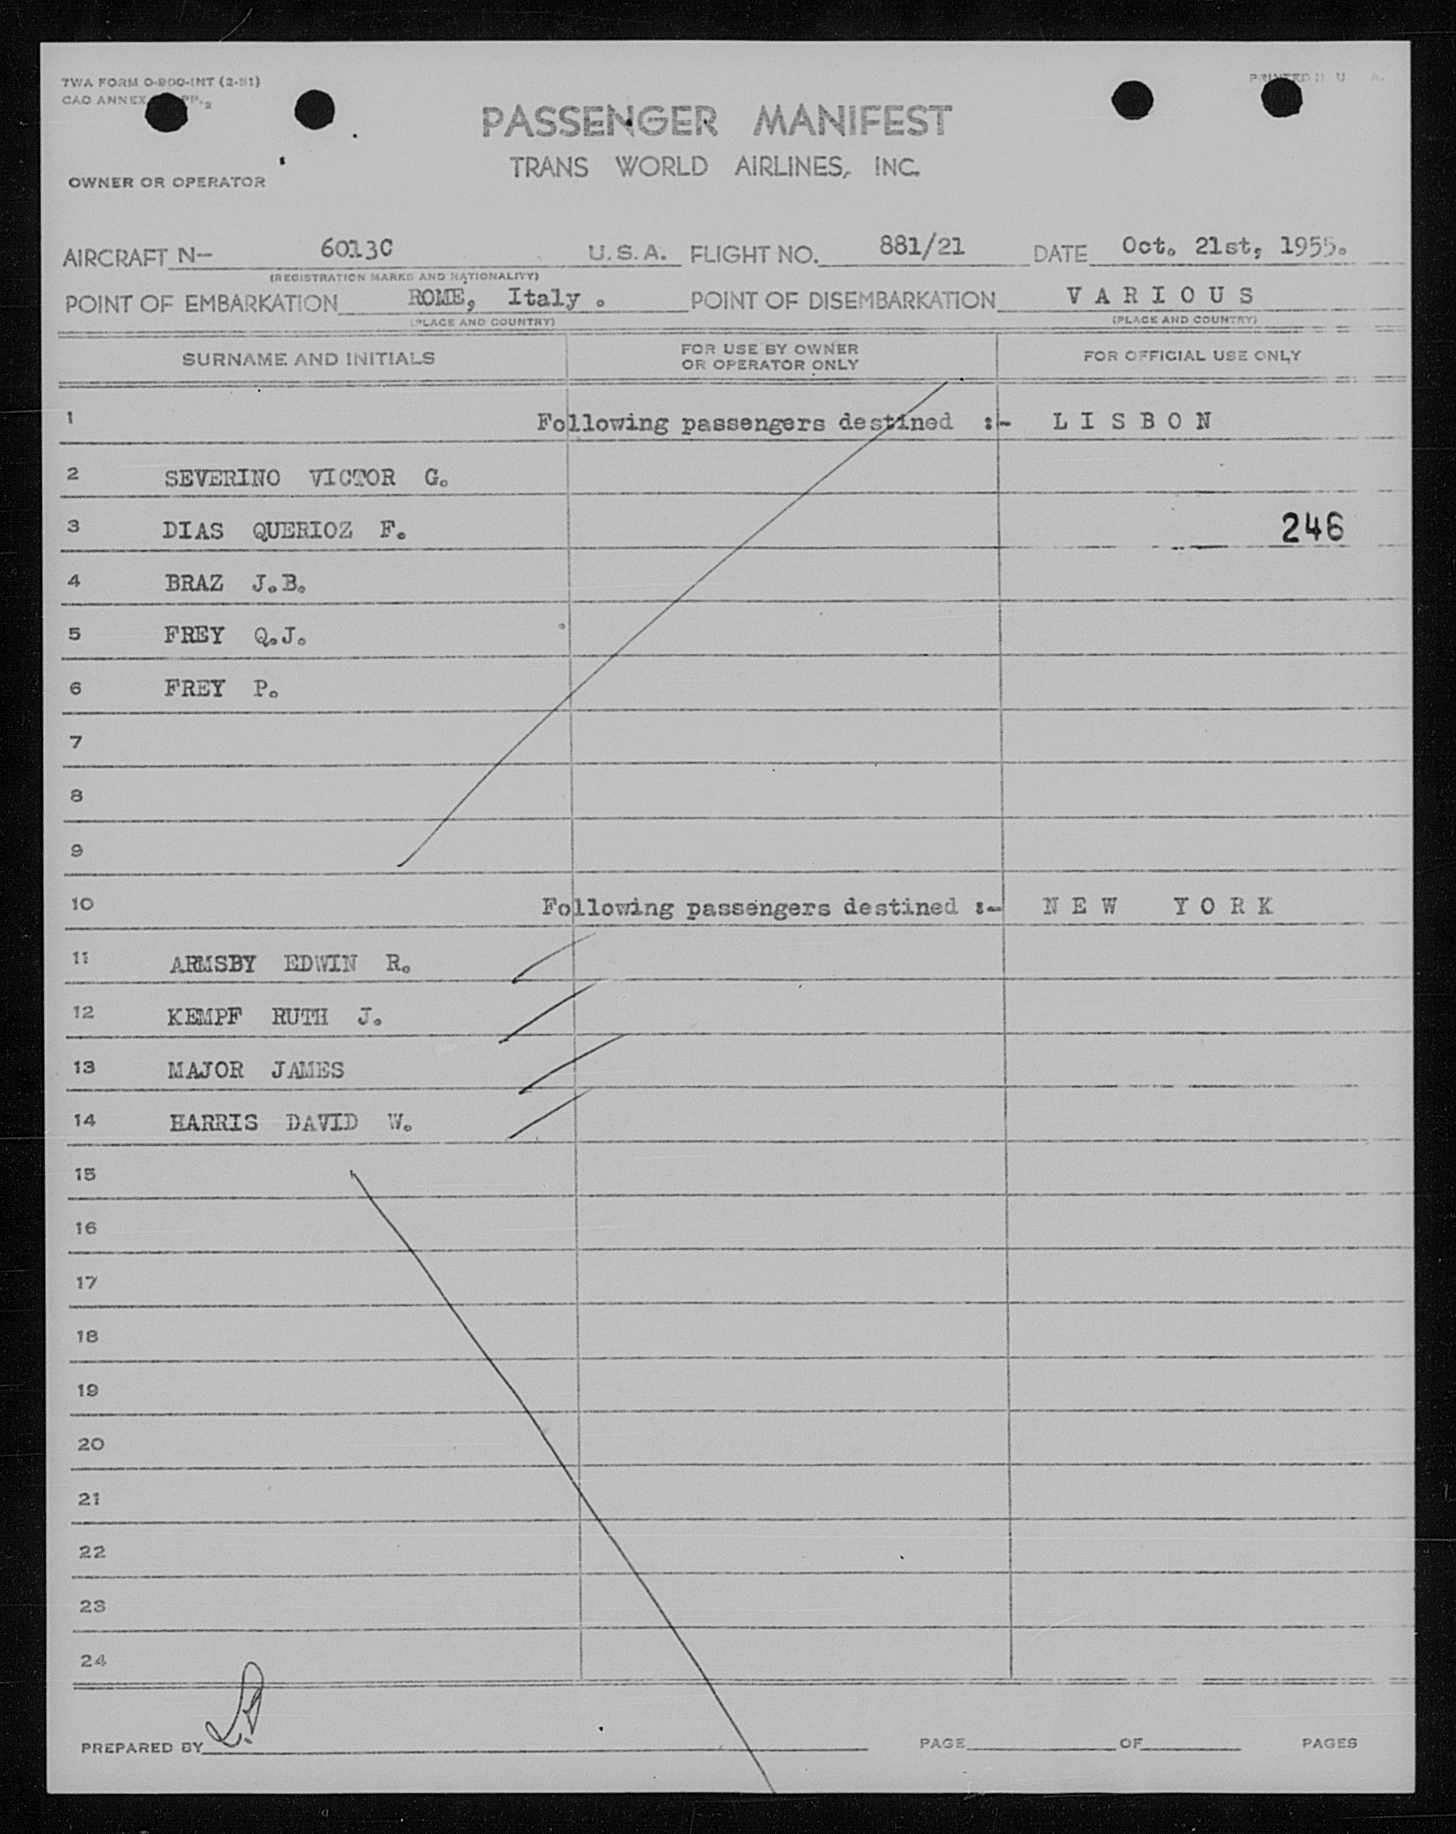 TWA FORM O-800-INT (2-51)
CAO ANNEX PP. 2
PRINTED U A.
PASSENGER MANIFEST
TRANS WORLD AIRLINES, INC.
OWNER OR OPERATOR
AIRCRAFT N- 6013C U.S.A. FLIGHT NO. 881/21 DATE Oct. 21st, 1955.
(REGISTRATION MARKS AND NATIONALITY)
POINT OF EMBARKATION ROME, Italy . POINT OF DISEMBARKATION V A R I O U S
(PLACE AND COUNTRY) (PLACE AND COUNTRY)
SURNAME AND INITIALS FOR USE BY OWNER OR OPERATOR ONLY FOR OFFICIAL USE ONLY
1 Following passengers destined :- L I S B O N
2 SEVERINO VICTOR G.
3 DIAS QUERIOZ F. 246
4 BRAZ J.B.
5 FREY Q.J.
6 FREY P.
7
8
9
10 Following passengers destined :- N E W Y O R K
11 ARMSBY EDWIN R.
12 KEMPF RUTH J.
13 MAJOR JAMES
14 HARRIS DAVID W.
15
16
17
18
19
20
21
22
23
24
PREPARED BY PAGE OF PAGES